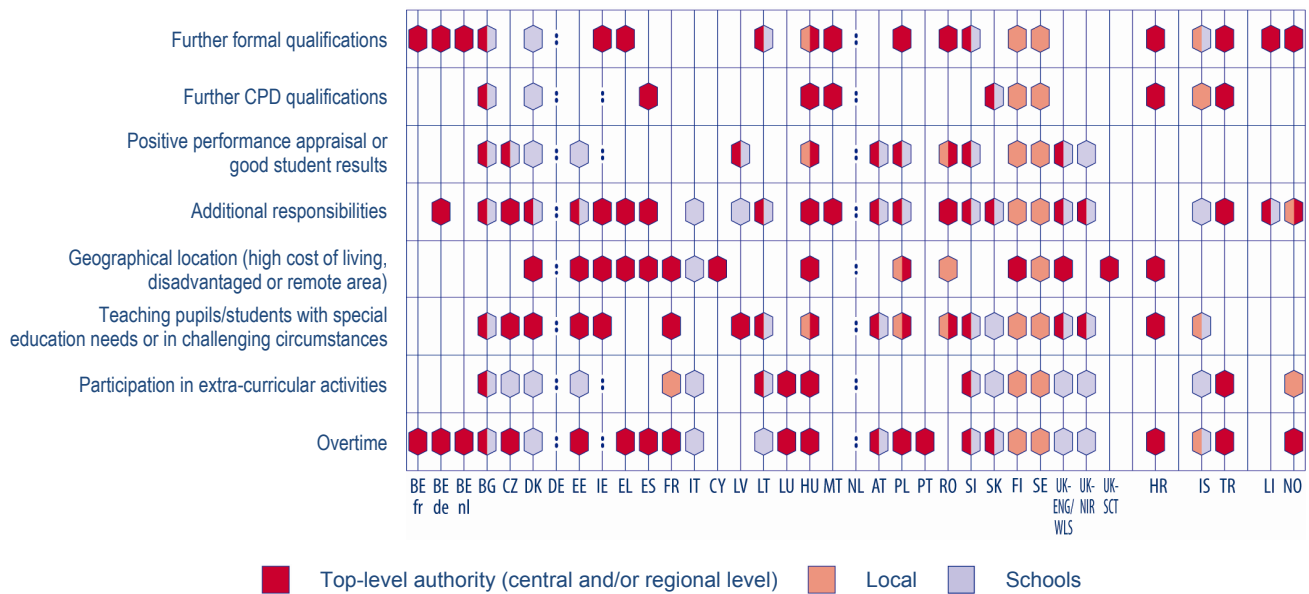 Further formal qualifications
Further CPD qualifications
Positive performance appraisal or
good student results
Additional responsibilities
Geographical location (high cost of living,
disadvantaged or remote area)
Teaching pupils/students with special
education needs or in challenging circumstances
Participation in extra-curricular activities
Overtime
BE fr BE de BE nl BG CZ DK DE EE IE EL ES FR IT CY LV LT LU HU MT NL AT PL PT RO SI SK FI SE UK-ENG/WLS UK-NIR UK-SCT HR IS TR LI NO
Top-level authority (central and/or regional level) Local Schools